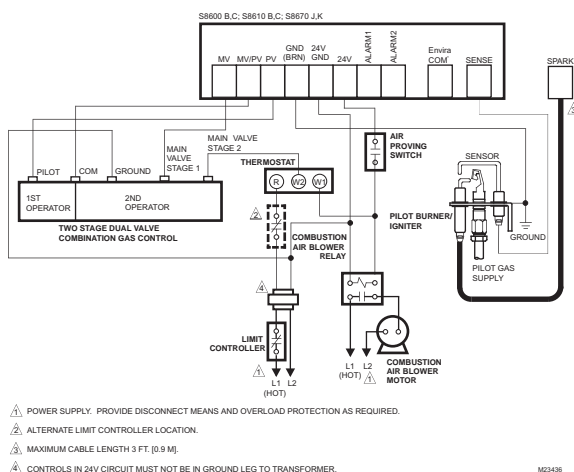 S8600 B,C; S8610 B,C; S8670 J,K
MV
MV/PV
PV
GND
(BRN)
24V
GND
24V
ALARM1
ALARM2
Envira
COM
SENSE
SPARK
3
AIR
PROVING
SWITCH
MAIN
VALVE
STAGE 1
MAIN VALVE
STAGE 2
THERMOSTAT
R
W2
W1
PILOT
COM
GROUND
1ST
OPERATOR
2ND
OPERATOR
TWO STAGE DUAL VALVE
COMBINATION GAS CONTROL
2
COMBUSTION
AIR BLOWER
RELAY
SENSOR
PILOT BURNER/
IGNITER
GROUND
PILOT GAS
SUPPLY
4
LIMIT
CONTROLLER
1
L1
(HOT)
L2
L1
(HOT)
L2
1
COMBUSTION
AIR BLOWER
MOTOR
1 POWER SUPPLY. PROVIDE DISCONNECT MEANS AND OVERLOAD PROTECTION AS REQUIRED.
2 ALTERNATE LIMIT CONTROLLER LOCATION.
3 MAXIMUM CABLE LENGTH 3 FT. [0.9 M].
4 CONTROLS IN 24V CIRCUIT MUST NOT BE IN GROUND LEG TO TRANSFORMER.
M23436